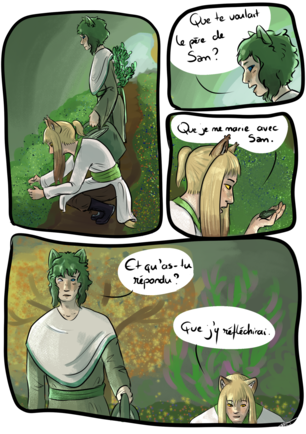 Que te voulait
le père de
San?
Que je me marie avec
San.
Et qu'as-tu
répondu?
Que j'y réfléchirai.